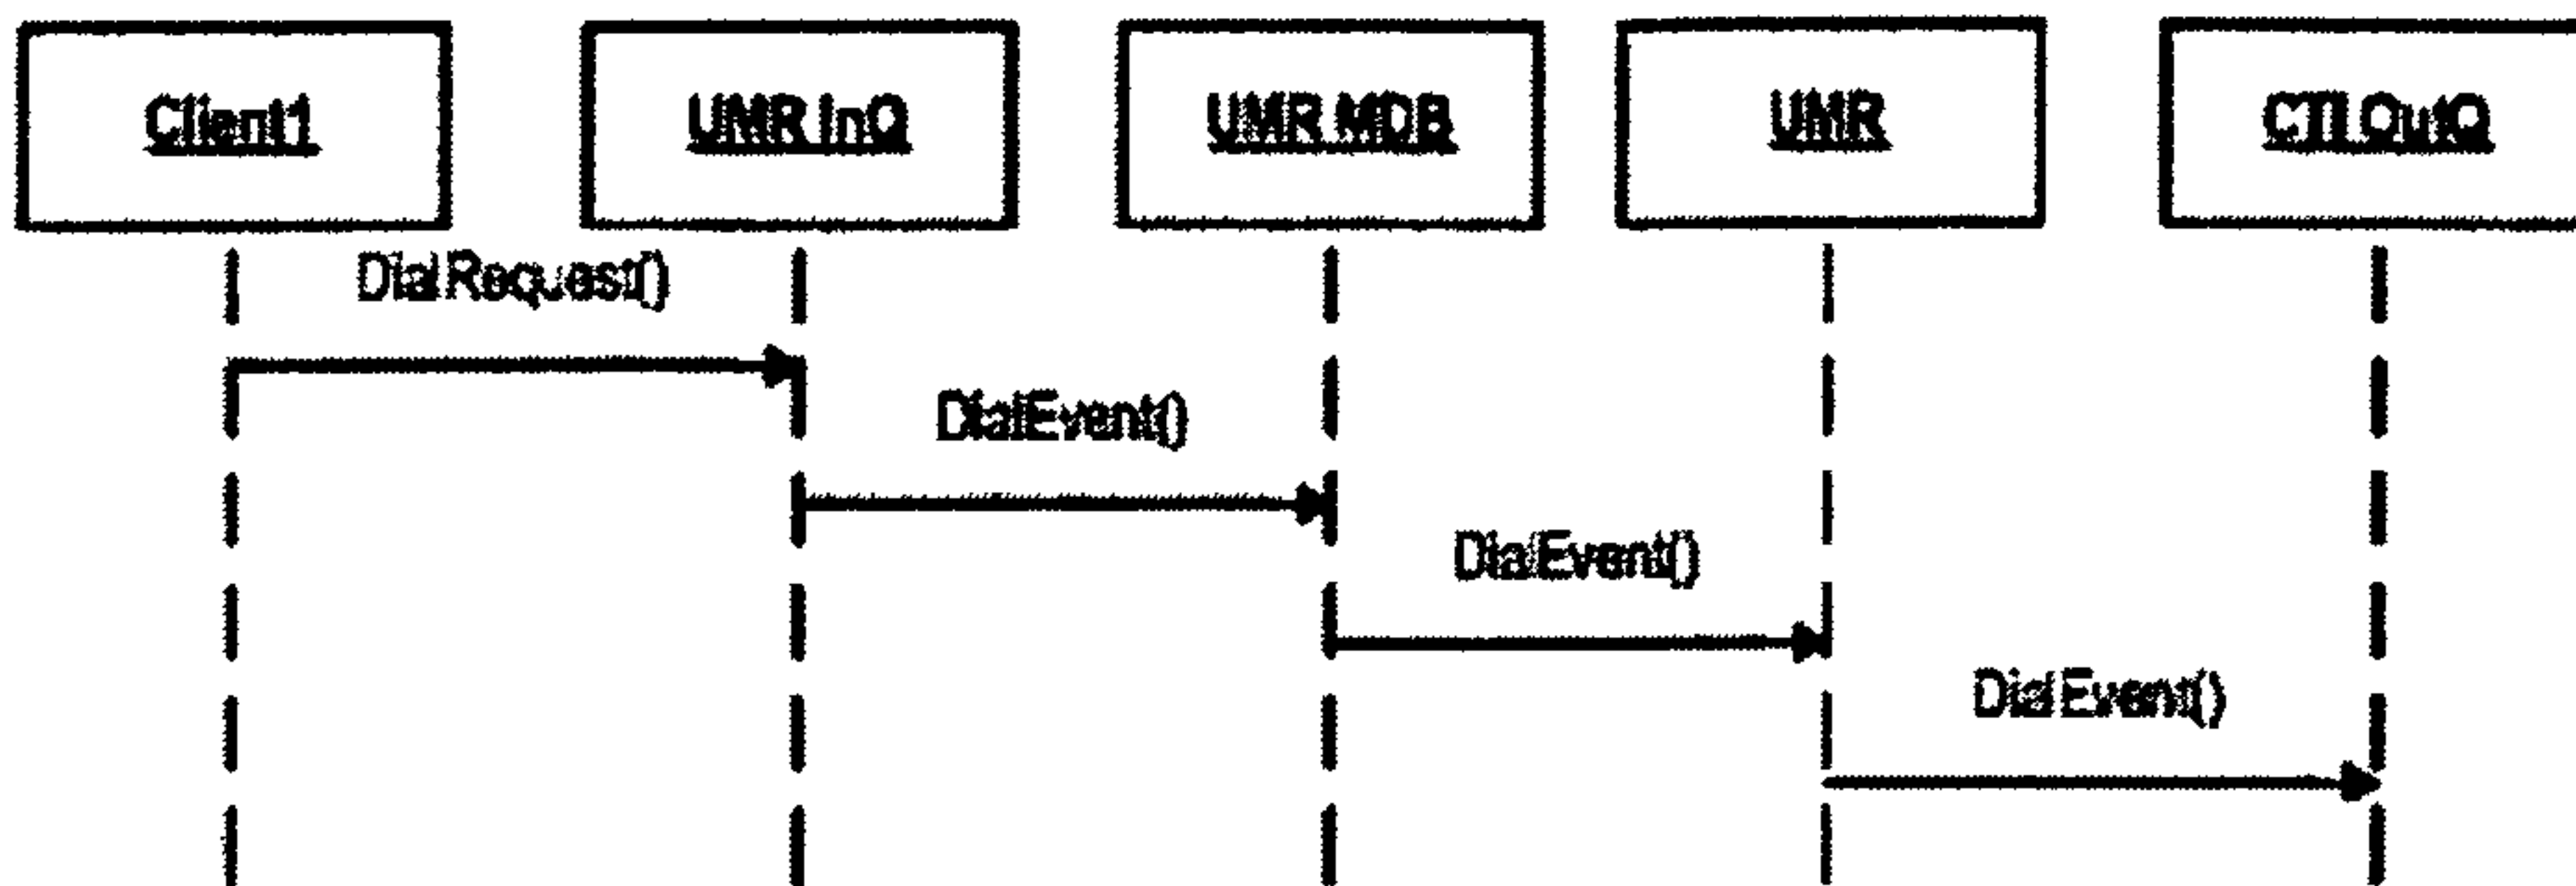 Client1 UMR InQ UMR MDB UMR CTI OutQ
DialRequest()
DialEvent()
DialEvent()
DialEvent()